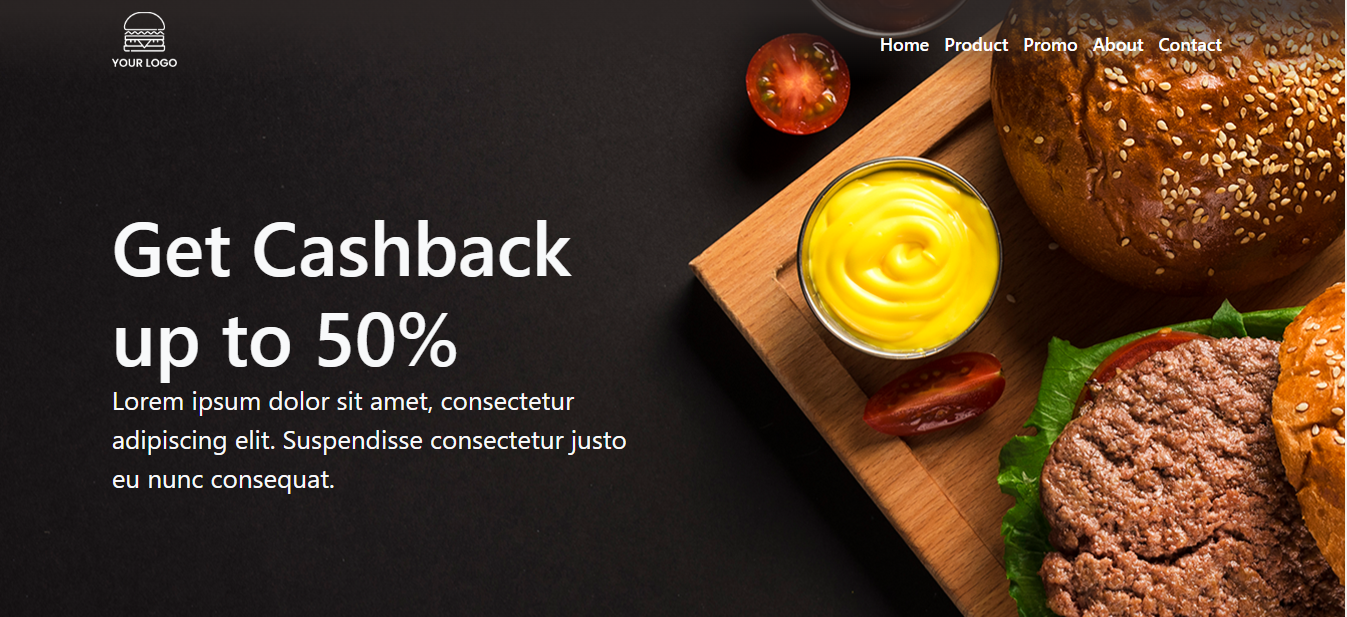 YOUR LOGO
Home Product Promo About Contact
Get Cashback
up to 50%
Lorem ipsum dolor sit amet, consectetur
adipiscing elit. Suspendisse consectetur justo
eu nunc consequat.